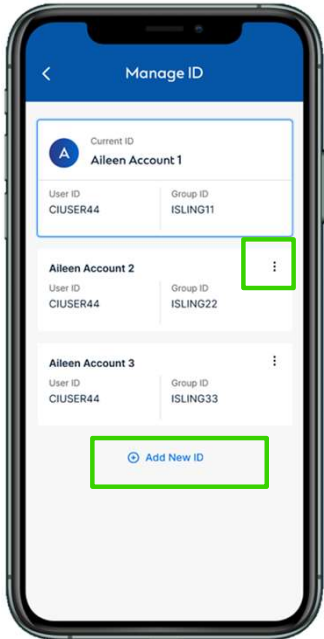 Manage ID
A
Current ID
Aileen Account 1
User ID Group ID
CIUSER44 ISLING11
Aileen Account 2
User ID Group ID
CIUSER44 ISLING22
Aileen Account 3
User ID Group ID
CIUSER44 ISLING33
Add New ID